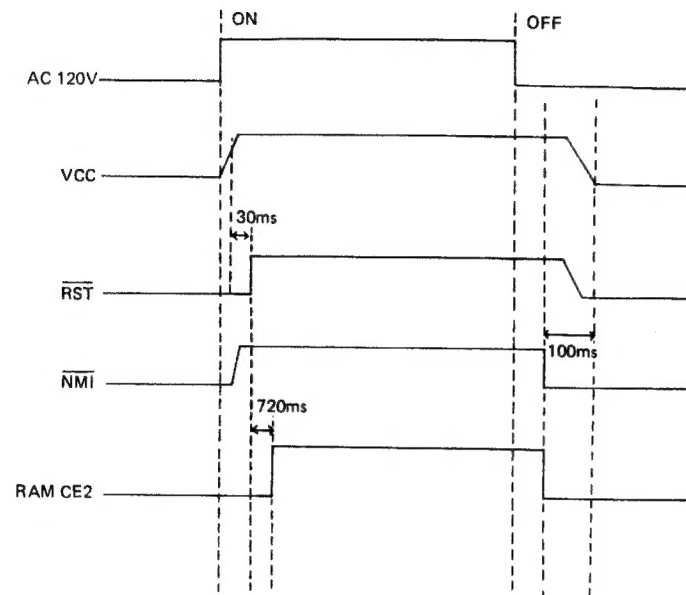 ON
OFF
AC 120V
VCC
30ms
RST
100ms
NMI
720ms
RAM CE2